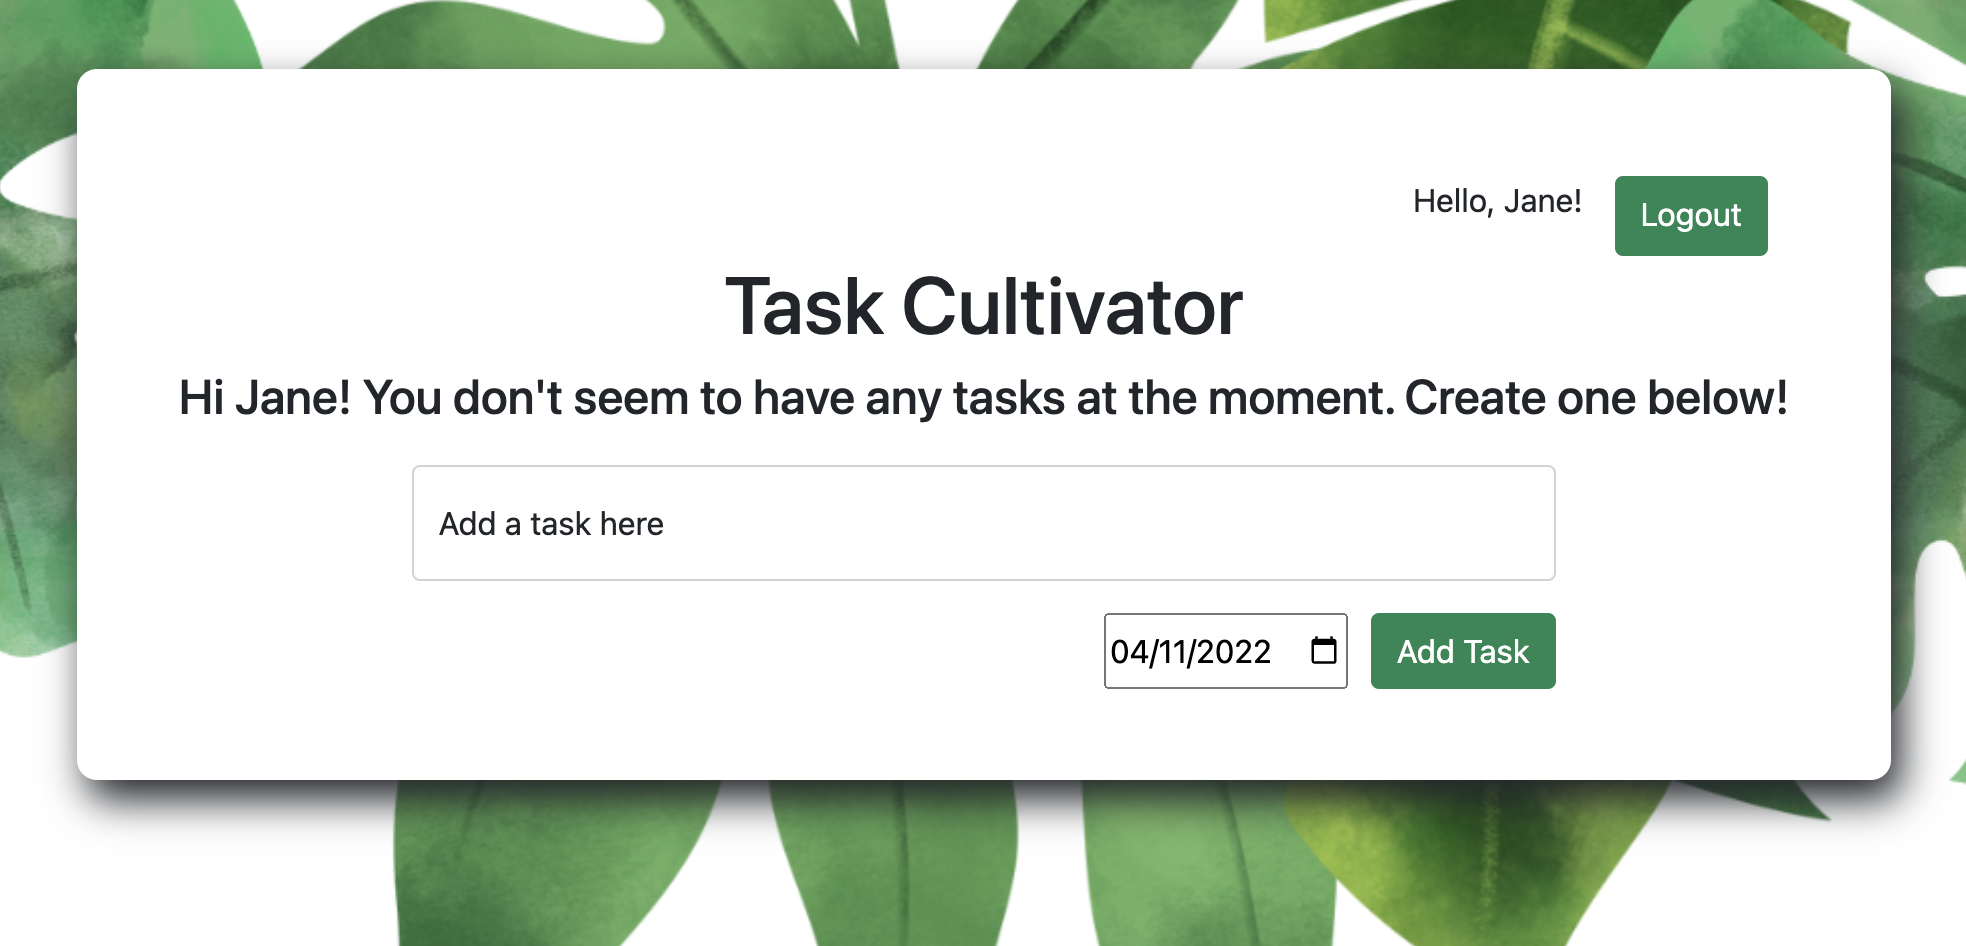 Hello, Jane!
Logout
Task Cultivator
Hi Jane! You don't seem to have any tasks at the moment. Create one below!
Add a task here
04/11/2022
Add Task